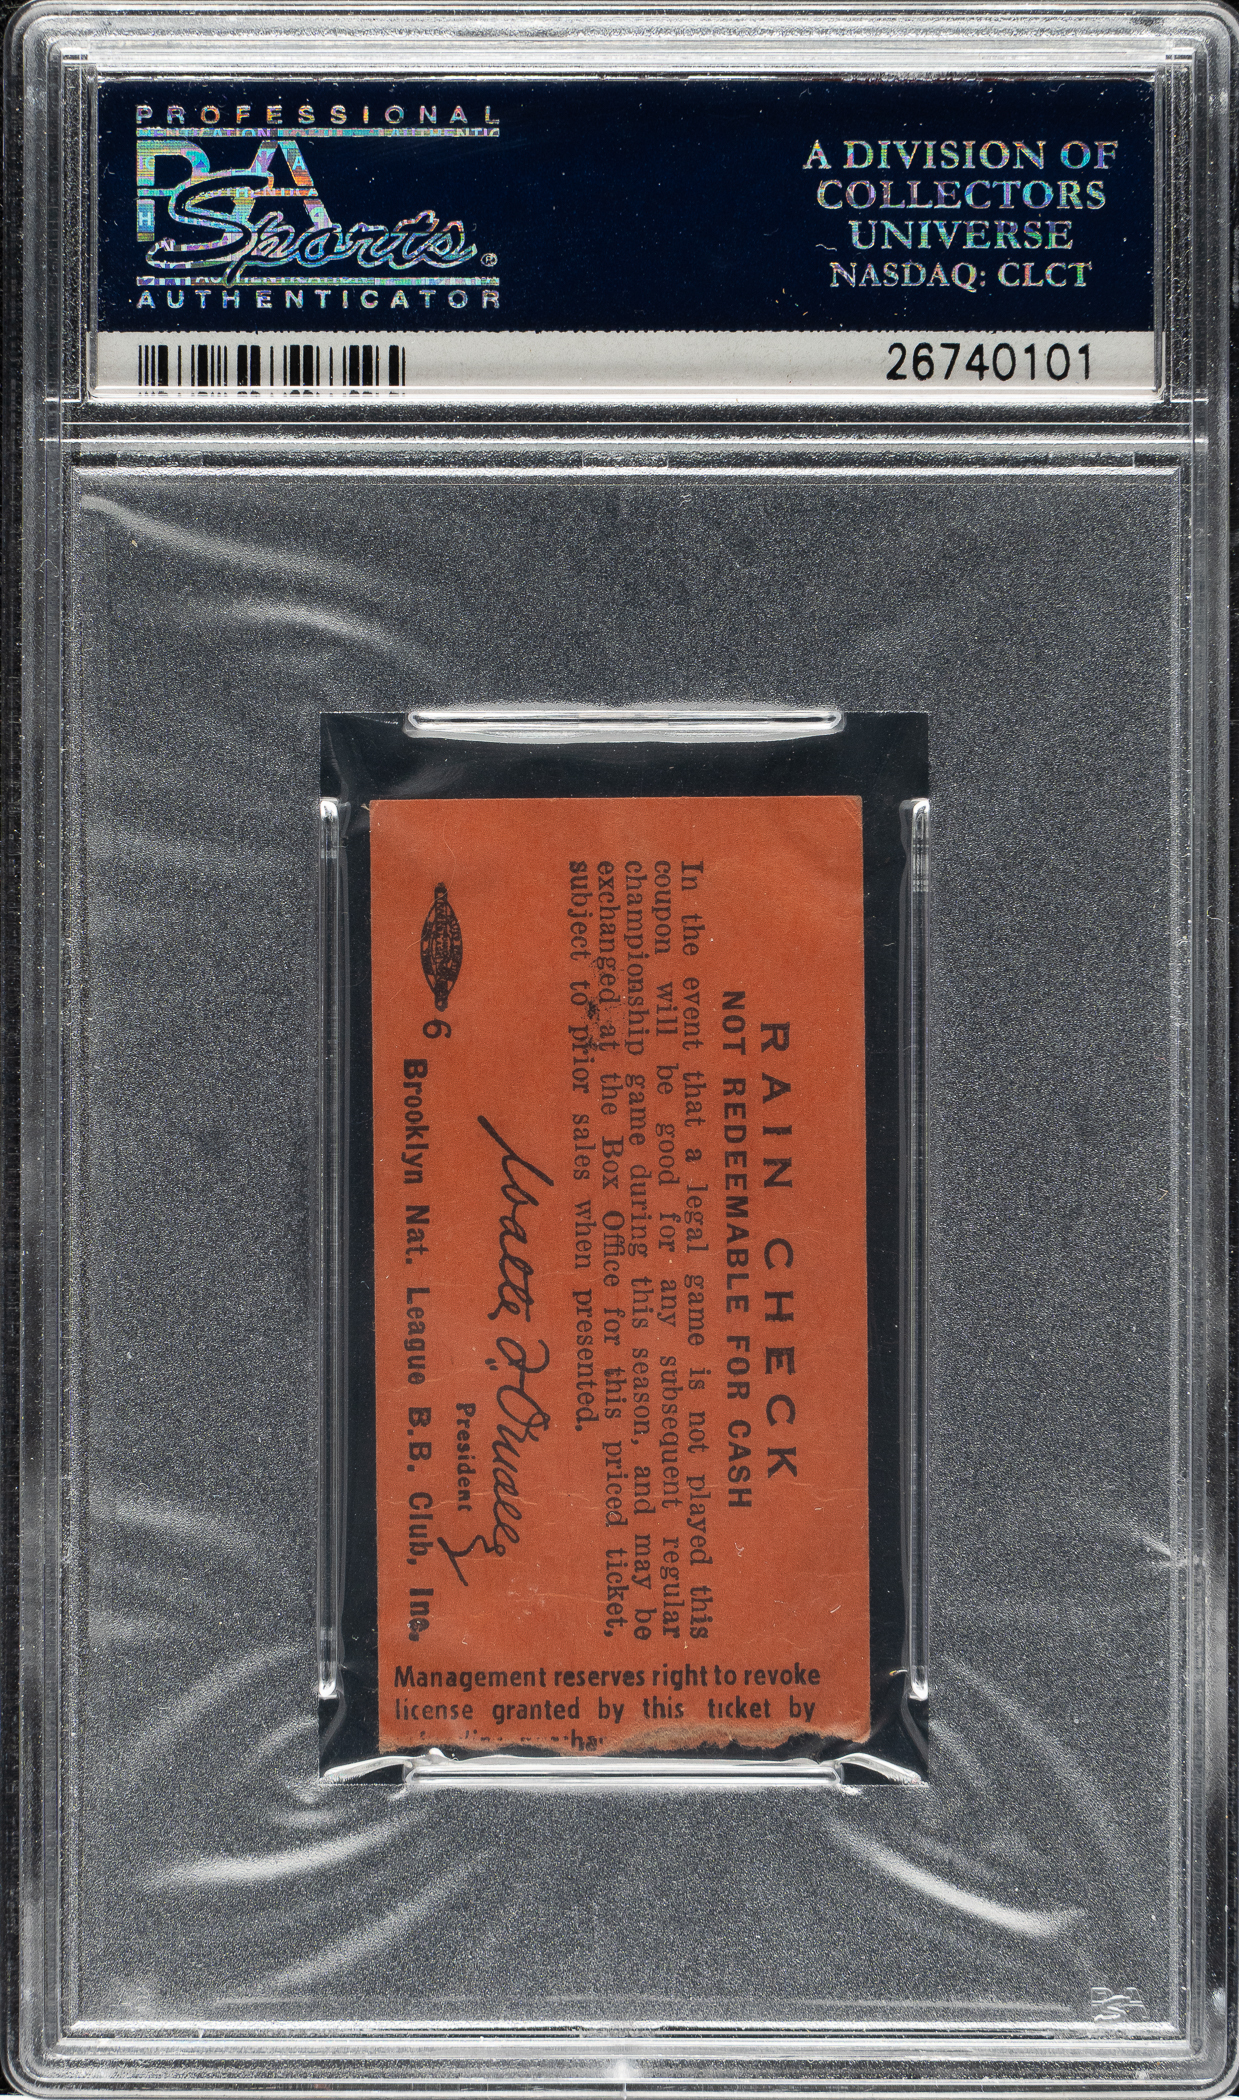 PROFESSIONAL
PSA
Sports
AUTHENTICATOR
A DIVISION OF
COLLECTORS
UNIVERSE
NASDAQ: CLCT
26740101
RAIN CHECK
NOT REDEEMABLE FOR CASH
In the event that a legal game is not played this
coupon will be good for any subsequent regular
championship game during this season, and may be
exchanged at the Box Office for this priced ticket,
subject to prior sales when presented.
Walter F. O'Malley
President
6 Brooklyn Nat. League B.B. Club, Inc.
Management reserves right to revoke
license granted by this ticket by